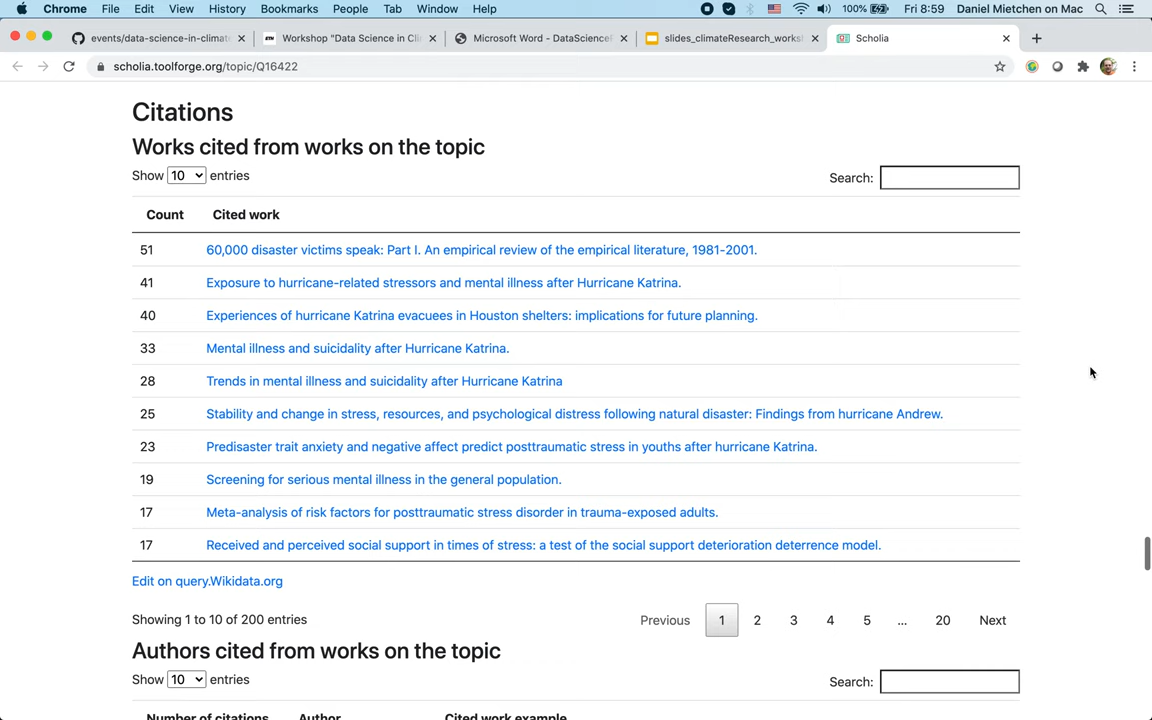 Chrome File Edit View History Bookmarks People Tab Window Help 100% Fri 8:59 Daniel Mietchen on Mac
events/data-science-in-climate Workshop "Data Science in Cli Microsoft Word - DataScience slides_climateResearch_works Scholia
scholia.toolforge.org/topic/Q16422
Citations
Works cited from works on the topic
Show 10 entries Search:
Count Cited work
51 60,000 disaster victims speak: Part I. An empirical review of the empirical literature, 1981-2001.
41 Exposure to hurricane-related stressors and mental illness after Hurricane Katrina.
40 Experiences of hurricane Katrina evacuees in Houston shelters: implications for future planning.
33 Mental illness and suicidality after Hurricane Katrina.
28 Trends in mental illness and suicidality after Hurricane Katrina
25 Stability and change in stress, resources, and psychological distress following natural disaster: Findings from hurricane Andrew.
23 Predisaster trait anxiety and negative affect predict posttraumatic stress in youths after hurricane Katrina.
19 Screening for serious mental illness in the general population.
17 Meta-analysis of risk factors for posttraumatic stress disorder in trauma-exposed adults.
17 Received and perceived social support in times of stress: a test of the social support deterioration deterrence model.
Edit on query.Wikidata.org
Showing 1 to 10 of 200 entries Previous 1 2 3 4 5 ... 20 Next
Authors cited from works on the topic
Show 10 entries Search:
Number of citations Author Cited work example